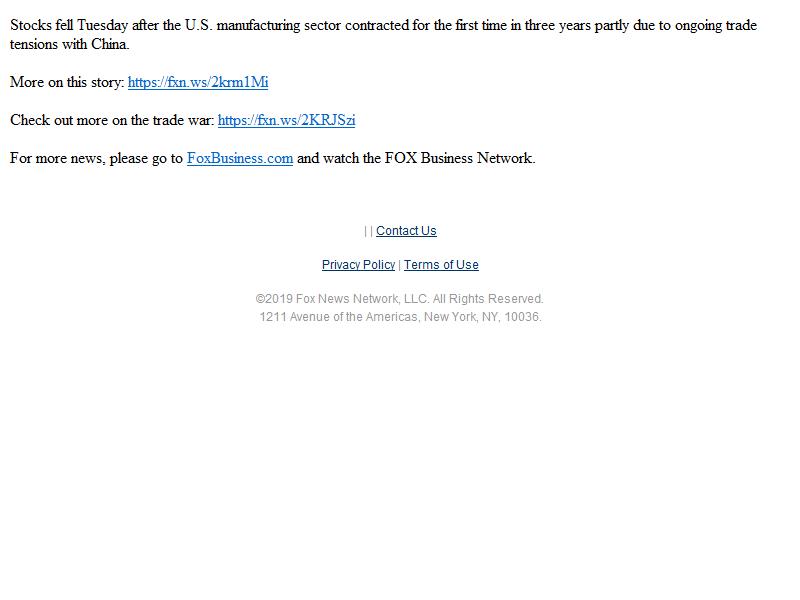 Stocks fell Tuesday after the U.S. manufacturing sector contracted for the first time in three years partly due to ongoing trade
tensions with China.
More on this story: https://fxn.ws/2krm1Mi
Check out more on the trade war: https://fxn.ws/2KRJSzi
For more news, please go to FoxBusiness.com and watch the FOX Business Network.
| | Contact Us
Privacy Policy | Terms of Use
©2019 Fox News Network, LLC. All Rights Reserved.
1211 Avenue of the Americas, New York, NY, 10036.